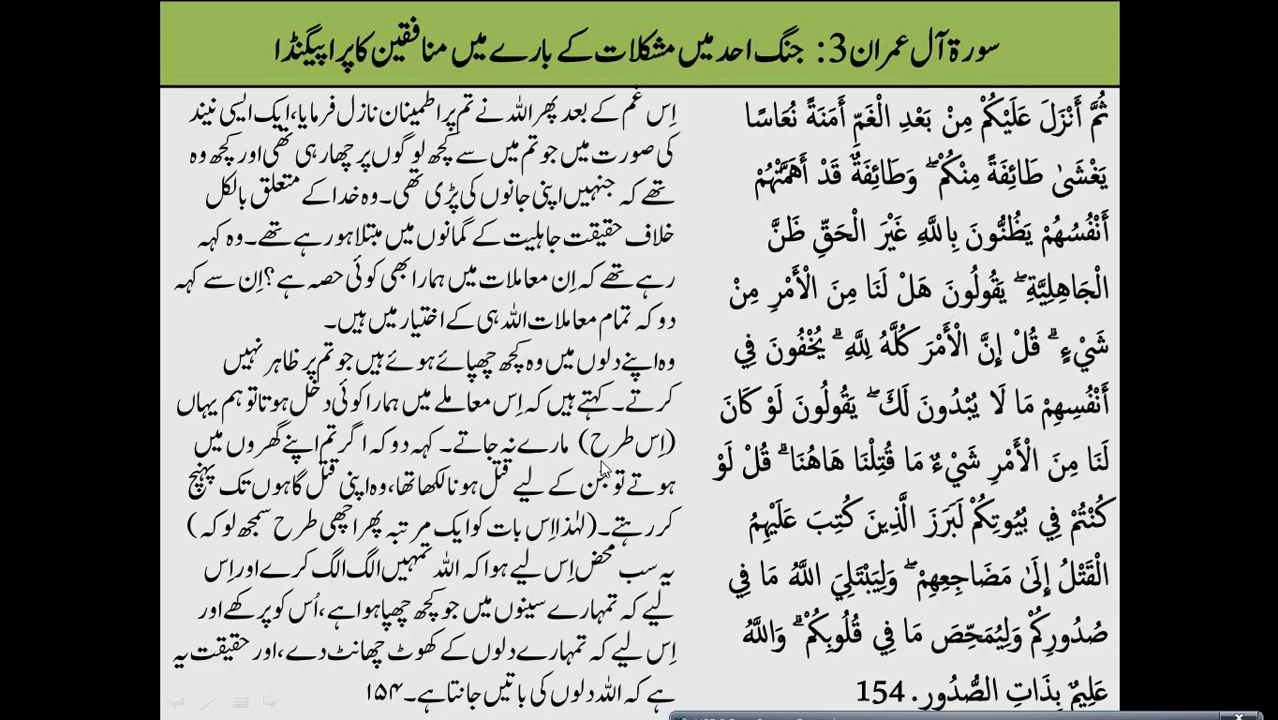 سورۃ آل عمران 3: جنگ احد میں مشکلات کے بارے میں منافقین کا پراپیگنڈا
ثُمَّ أَنْزَلَ عَلَيْكُمْ مِنْ بَعْدِ الْغَمِّ أَمَنَةً نُعَاسًا
يَغْشَىٰ طَائِفَةً مِنْكُمْ ۖ وَطَائِفَةٌ قَدْ أَهَمَّتْهُمْ
أَنْفُسُهُمْ يَظُنُّونَ بِاللَّهِ غَيْرَ الْحَقِّ ظَنَّ
الْجَاهِلِيَّةِ ۖ يَقُولُونَ هَلْ لَنَا مِنَ الْأَمْرِ مِنْ
شَيْءٍ ۗ قُلْ إِنَّ الْأَمْرَ كُلَّهُ لِلَّهِ ۗ يُخْفُونَ فِي
أَنْفُسِهِمْ مَا لَا يُبْدُونَ لَكَ ۖ يَقُولُونَ لَوْ كَانَ
لَنَا مِنَ الْأَمْرِ شَيْءٌ مَا قُتِلْنَا هَاهُنَا ۗ قُلْ لَوْ
كُنْتُمْ فِي بُيُوتِكُمْ لَبَرَزَ الَّذِينَ كُتِبَ عَلَيْهِمُ
الْقَتْلُ إِلَىٰ مَضَاجِعِهِمْ ۖ وَلِيَبْتَلِيَ اللَّهُ مَا فِي
صُدُورِكُمْ وَلِيُمَحِّصَ مَا فِي قُلُوبِكُمْ ۗ وَاللَّهُ
عَلِيمٌ بِذَاتِ الصُّدُورِ. 154
اِس غم کے بعد پھر اللہ نے تم پر اطمینان نازل فرمایا، ایک ایسی نیند
کی صورت میں جو تم میں سے کچھ لوگوں پر چھا رہی تھی اور کچھ وہ
تھے کہ جنہیں اپنی جانوں کی پڑی تھی۔ وہ خدا کے متعلق بالکل
خلاف حقیقت جاہلیت کے گمانوں میں مبتلا ہو رہے تھے۔ وہ کہہ
رہے تھے کہ اِن معاملات میں ہمارا بھی کوئی حصہ ہے؟ اِن سے کہہ
دو کہ تمام معاملات اللہ ہی کے اختیار میں ہیں۔
وہ اپنے دلوں میں وہ کچھ چھپائے ہوئے ہیں جو تم پر ظاہر نہیں
کرتے۔ کہتے ہیں کہ اِس معاملے میں ہمارا کوئی دخل ہوتا تو ہم یہاں
(اِس طرح) مارے نہ جاتے۔ کہہ دو کہ اگر تم اپنے گھروں میں
ہوتے تو جن کے لیے قتل ہونا لکھا تھا، وہ اپنی قتل گاہوں تک پہنچ
کر رہتے۔ (لہٰذا اِس بات کو ایک مرتبہ پھر اچھی طرح سمجھ لو کہ)
یہ سب محض اِس لیے ہوا کہ اللہ تمہیں الگ الگ کرے اور اِس
لیے کہ تمہارے سینوں میں جو کچھ چھپا ہوا ہے، اُس کو پرکھے اور
اِس لیے کہ تمہارے دلوں کے کھوٹ چھانٹ دے، اور حقیقت یہ
ہے کہ اللہ دلوں کی باتیں جانتا ہے۔ ۱۵۴